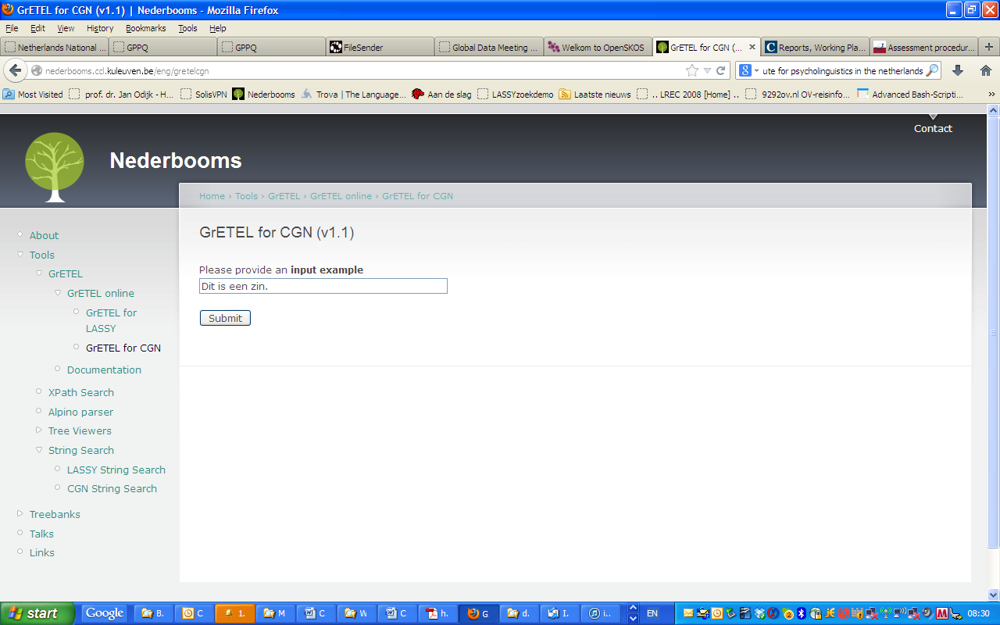 GrETEL for CGN (v1.1) | Nederbooms - Mozilla Firefox
File Edit View History Bookmarks Tools Help
Netherlands National ... GPPQ GPPQ FileSender Global Data Meeting ... Welkom to OpenSKOS GrETEL for CGN (... Reports, Working Pla... Assessment procedur...
nederbooms.ccl.kuleuven.be/eng/gretelcgn ute for psycholinguistics in the netherlands
Most Visited prof. dr. Jan Odijk - H... SolisVPN Nederbooms Trova | The Language... Aan de slag LASSYzoekdemo Laatste nieuws .. LREC 2008 [Home] .. 9292ov.nl OV-reisinfo... Advanced Bash-Scripti... »
Contact
Nederbooms
Home › Tools › GrETEL › GrETEL online › GrETEL for CGN
About
Tools
GrETEL
GrETEL online
GrETEL for
LASSY
GrETEL for CGN
Documentation
XPath Search
Alpino parser
Tree Viewers
String Search
LASSY String Search
CGN String Search
Treebanks
Talks
Links
GrETEL for CGN (v1.1)
Please provide an input example
Dit is een zin.
Submit
start Google B. C 1. M C W C h. G d. I. i.. EN 08:30